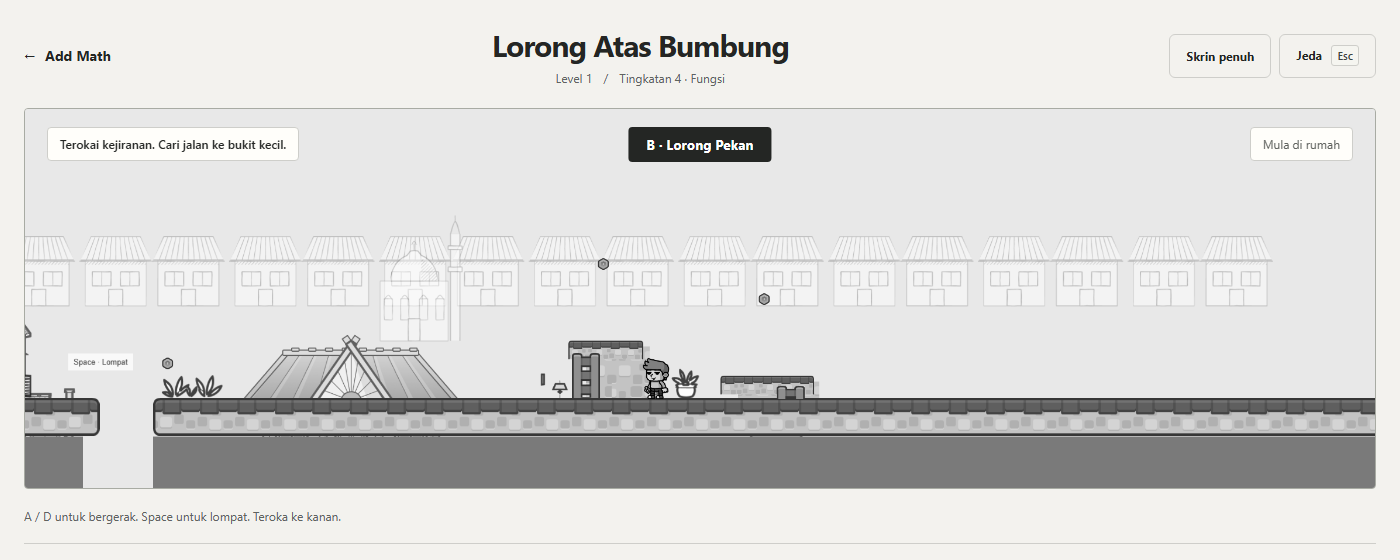 ← Add Math
Lorong Atas Bumbung
Level 1 / Tingkatan 4 · Fungsi
Skrin penuh
Jeda Esc
Terokai kejiranan. Cari jalan ke bukit kecil.
B · Lorong Pekan
Mula di rumah
Space · Lompat
A / D untuk bergerak. Space untuk lompat. Teroka ke kanan.